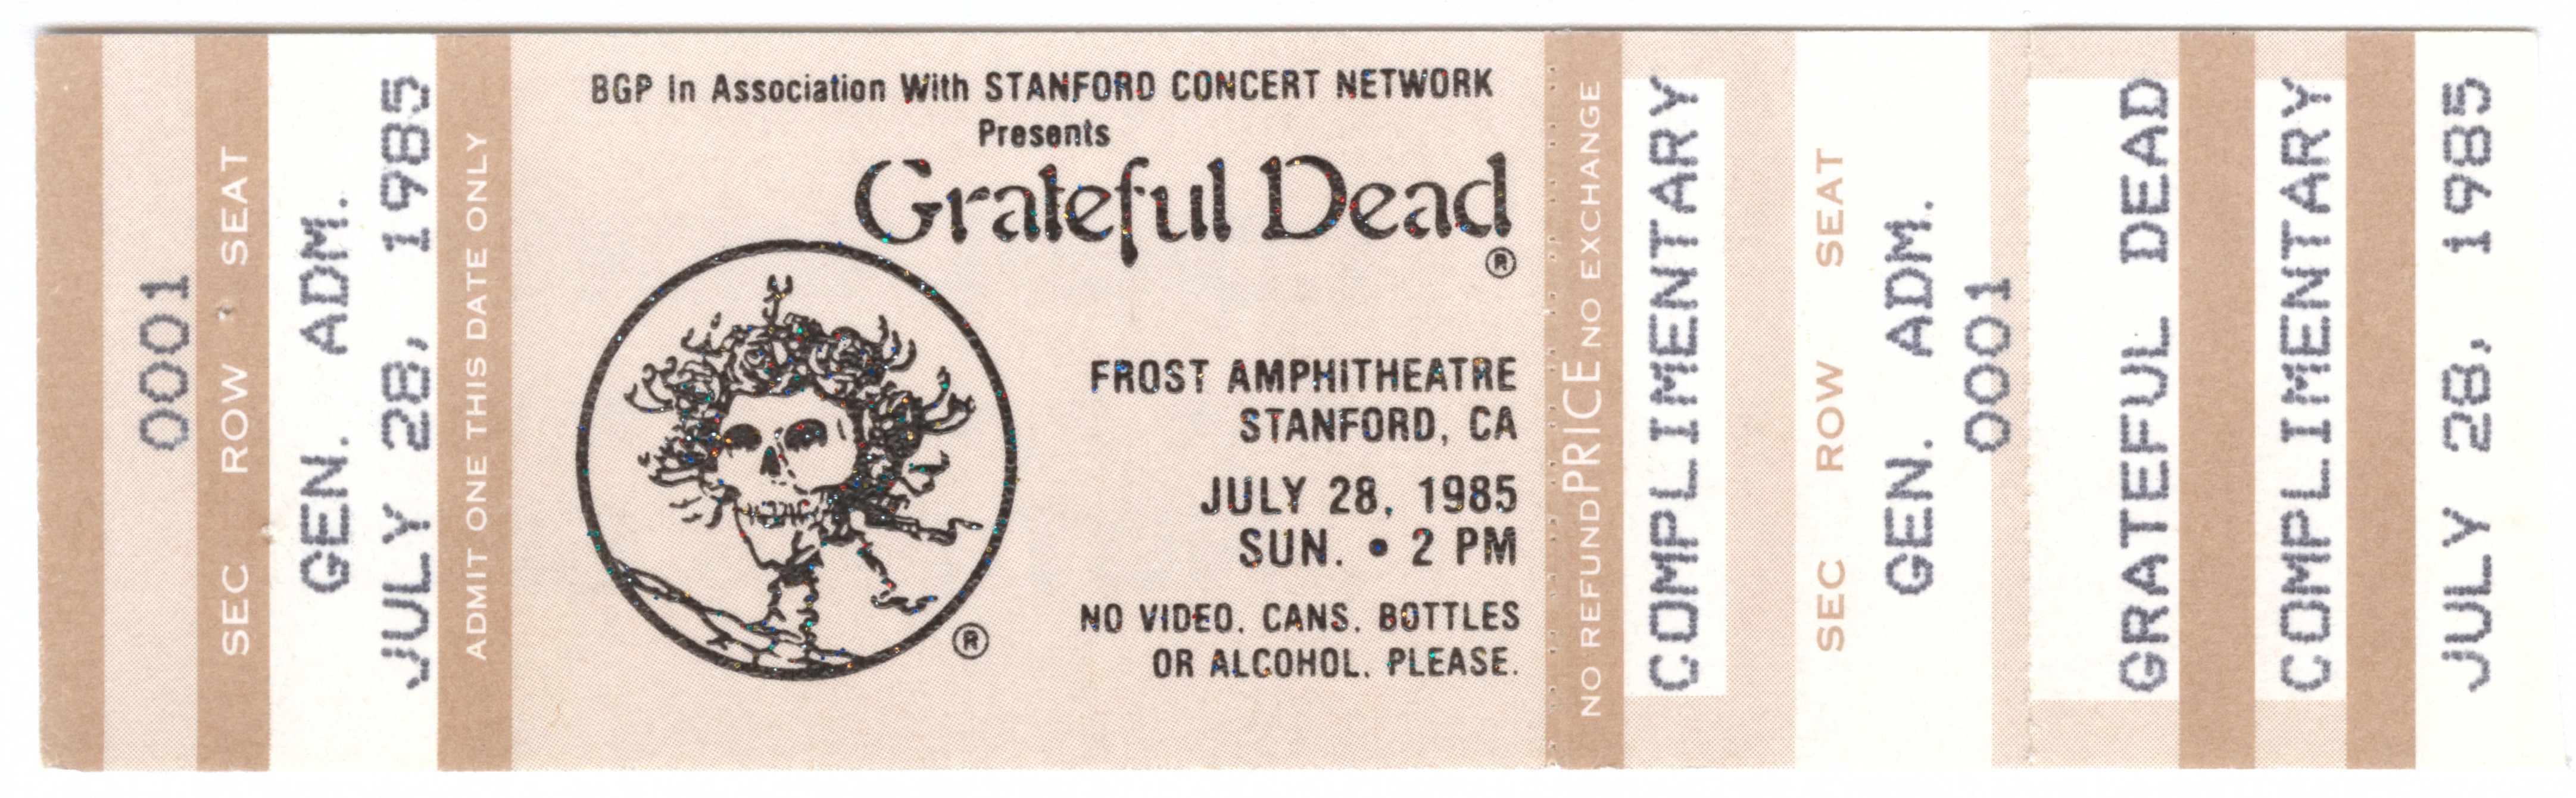 0001
SEC ROW SEAT
GEN. ADM.
JULY 28, 1985
ADMIT ONE THIS DATE ONLY
BGP In Association With STANFORD CONCERT NETWORK
Presents
Grateful Dead
®
®
FROST AMPHITHEATRE
STANFORD, CA
JULY 28, 1985
SUN. • 2 PM
NO VIDEO, CANS, BOTTLES
OR ALCOHOL, PLEASE.
NO REFUND PRICE NO EXCHANGE
COMPLIMENTARY
SEC ROW SEAT
GEN. ADM.
0001
GRATEFUL DEAD
COMPLIMENTARY
JULY 28, 1985